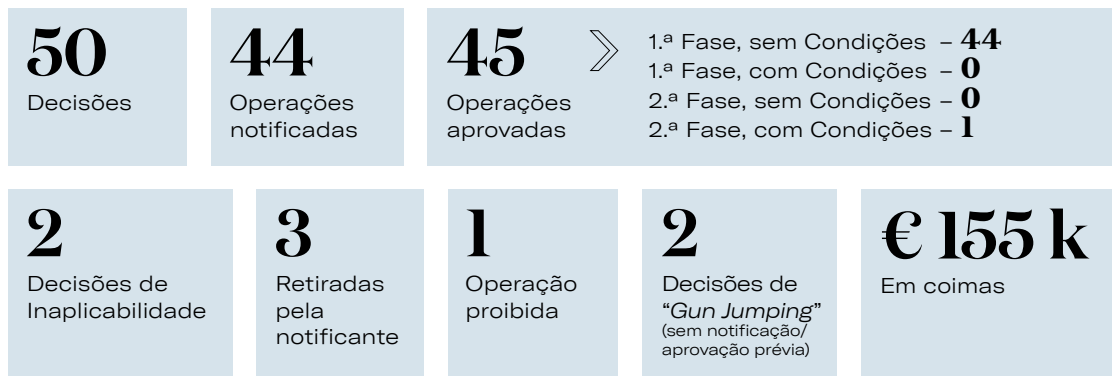 50
Decisões
44
Operações
notificadas
45
Operações
aprovadas
1.ª Fase, sem Condições – 44
1.ª Fase, com Condições – 0
2.ª Fase, sem Condições – 0
2.ª Fase, com Condições – 1
2
Decisões de
Inaplicabilidade
3
Retiradas
pela
notificante
1
Operação
proibida
2
Decisões de
“Gun Jumping”
(sem notificação/
aprovação prévia)
€ 155 k
Em coimas